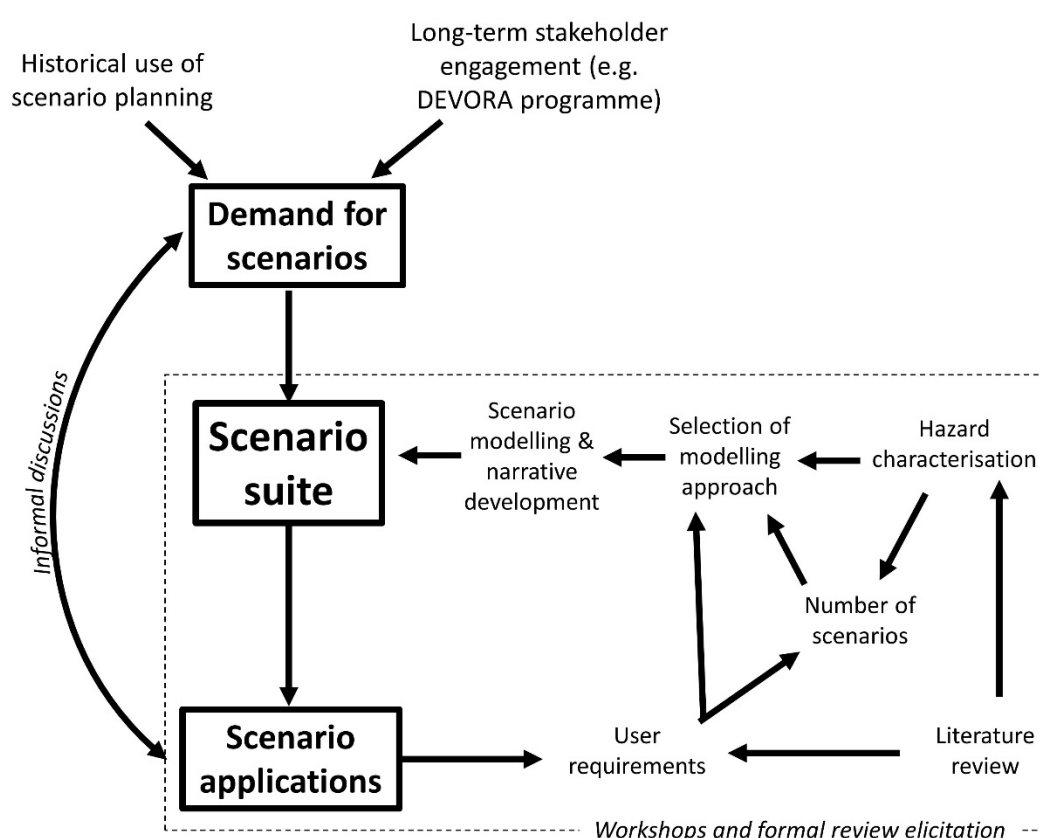 Historical use of
scenario planning
Long-term stakeholder
engagement (e.g.
DEVORA programme)
Demand for
scenarios
Informal discussions
Scenario
suite
Scenario
modelling &
narrative
development
Selection of
modelling
approach
Hazard
characterisation
Number of
scenarios
Scenario
applications
User
requirements
Literature
review
Workshops and formal review elicitation